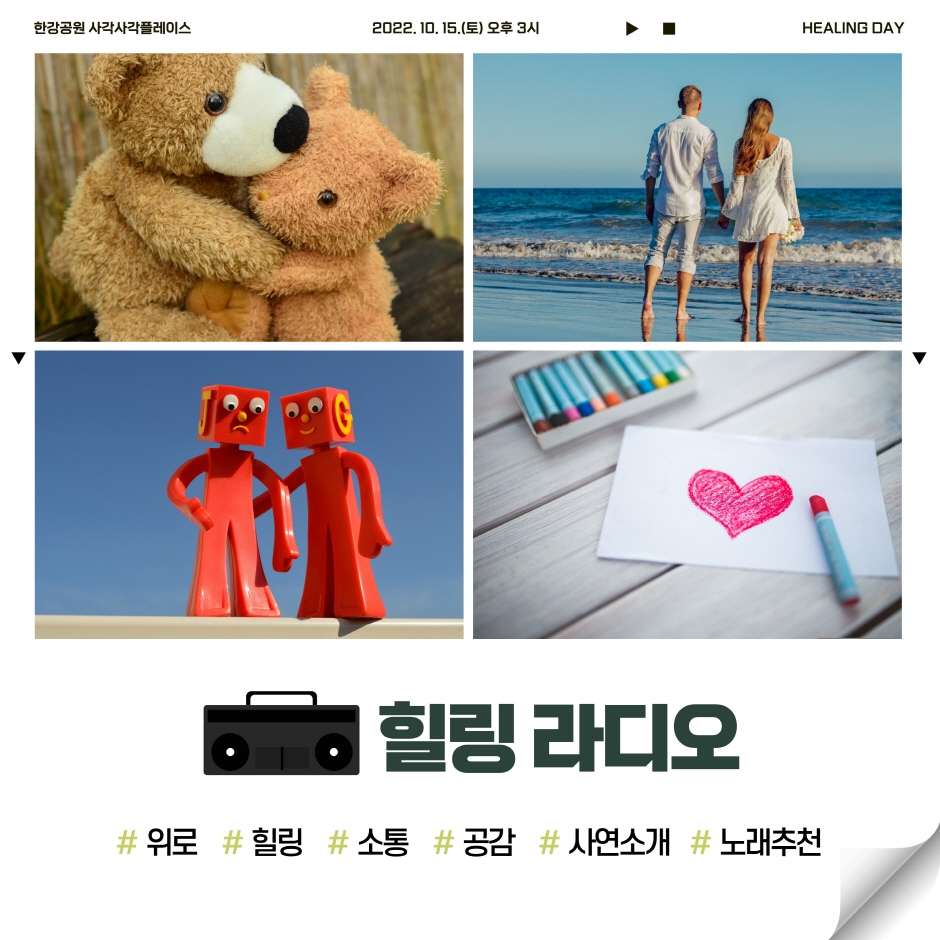 한강공원 사각사각플레이스 2022. 10. 15.(토) 오후 3시 ▶ ■ HEALING DAY
J G
힐링 라디오
# 위로 # 힐링 # 소통 # 공감 # 사연소개 # 노래추천